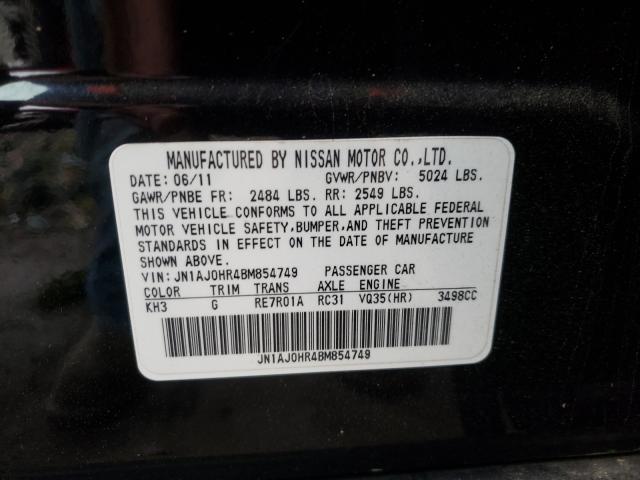 MANUFACTURED BY NISSAN MOTOR CO.,LTD.
DATE: 06/11 GVWR/PNBV: 5024 LBS.
GAWR/PNBE FR: 2484 LBS. RR: 2549 LBS.
THIS VEHICLE CONFORMS TO ALL APPLICABLE FEDERAL
MOTOR VEHICLE SAFETY,BUMPER,AND THEFT PREVENTION
STANDARDS IN EFFECT ON THE DATE OF MANUFACTURE
SHOWN ABOVE.
VIN: JN1AJ0HR4BM854749 PASSENGER CAR
COLOR TRIM TRANS AXLE ENGINE
KH3 G RE7R01A RC31 VQ35(HR) 3498CC
JN1AJ0HR4BM854749